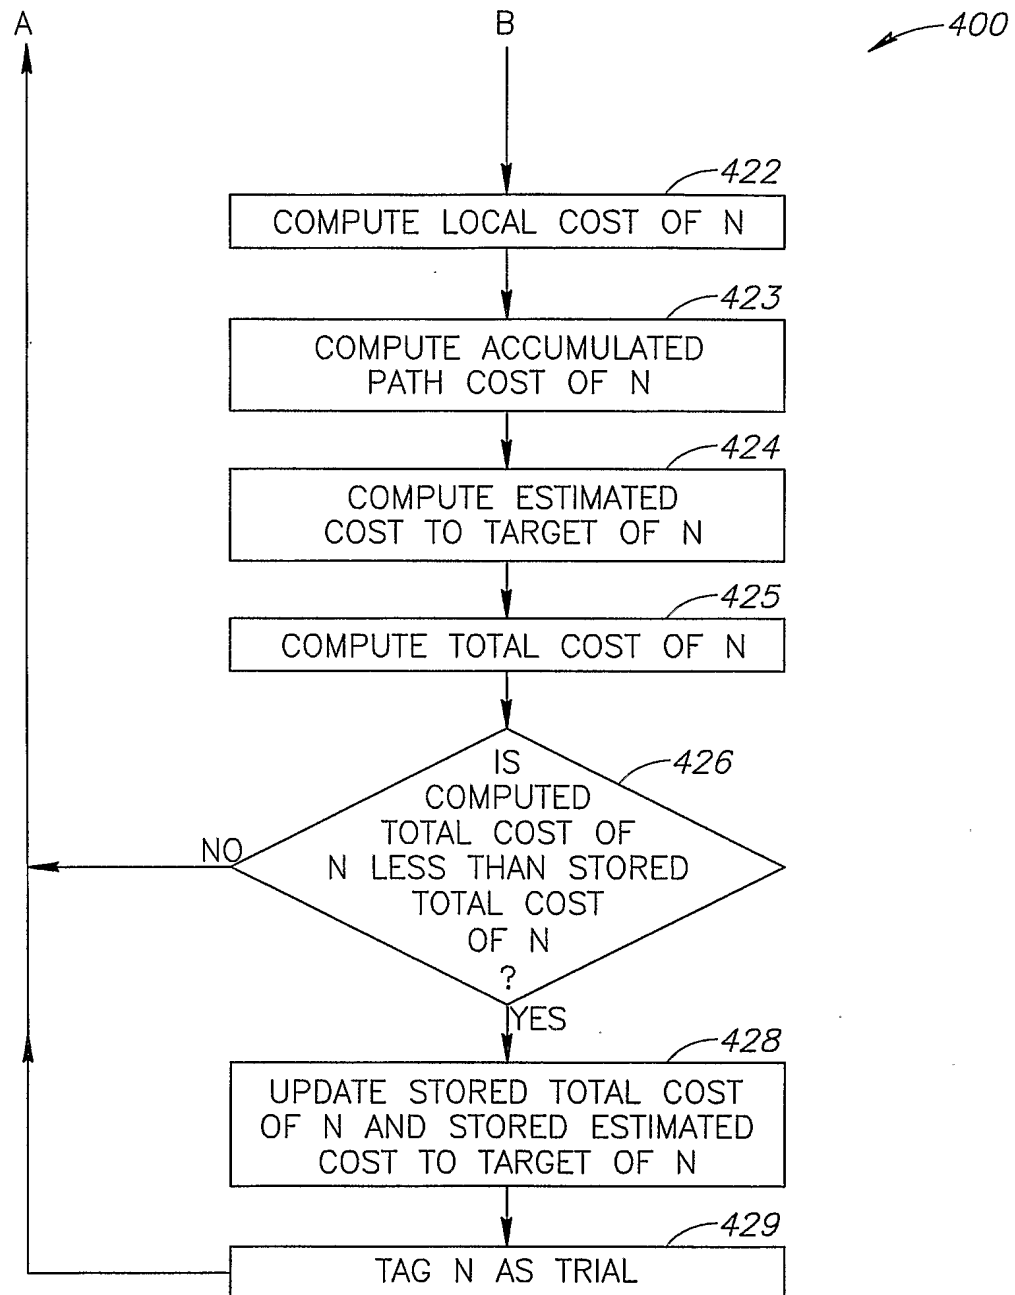 A
B
400
422
COMPUTE LOCAL COST OF N
423
COMPUTE ACCUMULATED
PATH COST OF N
424
COMPUTE ESTIMATED
COST TO TARGET OF N
425
COMPUTE TOTAL COST OF N
426
IS
COMPUTED
TOTAL COST OF
N LESS THAN STORED
TOTAL COST
OF N
?
NO
YES
428
UPDATE STORED TOTAL COST
OF N AND STORED ESTIMATED
COST TO TARGET OF N
429
TAG N AS TRIAL